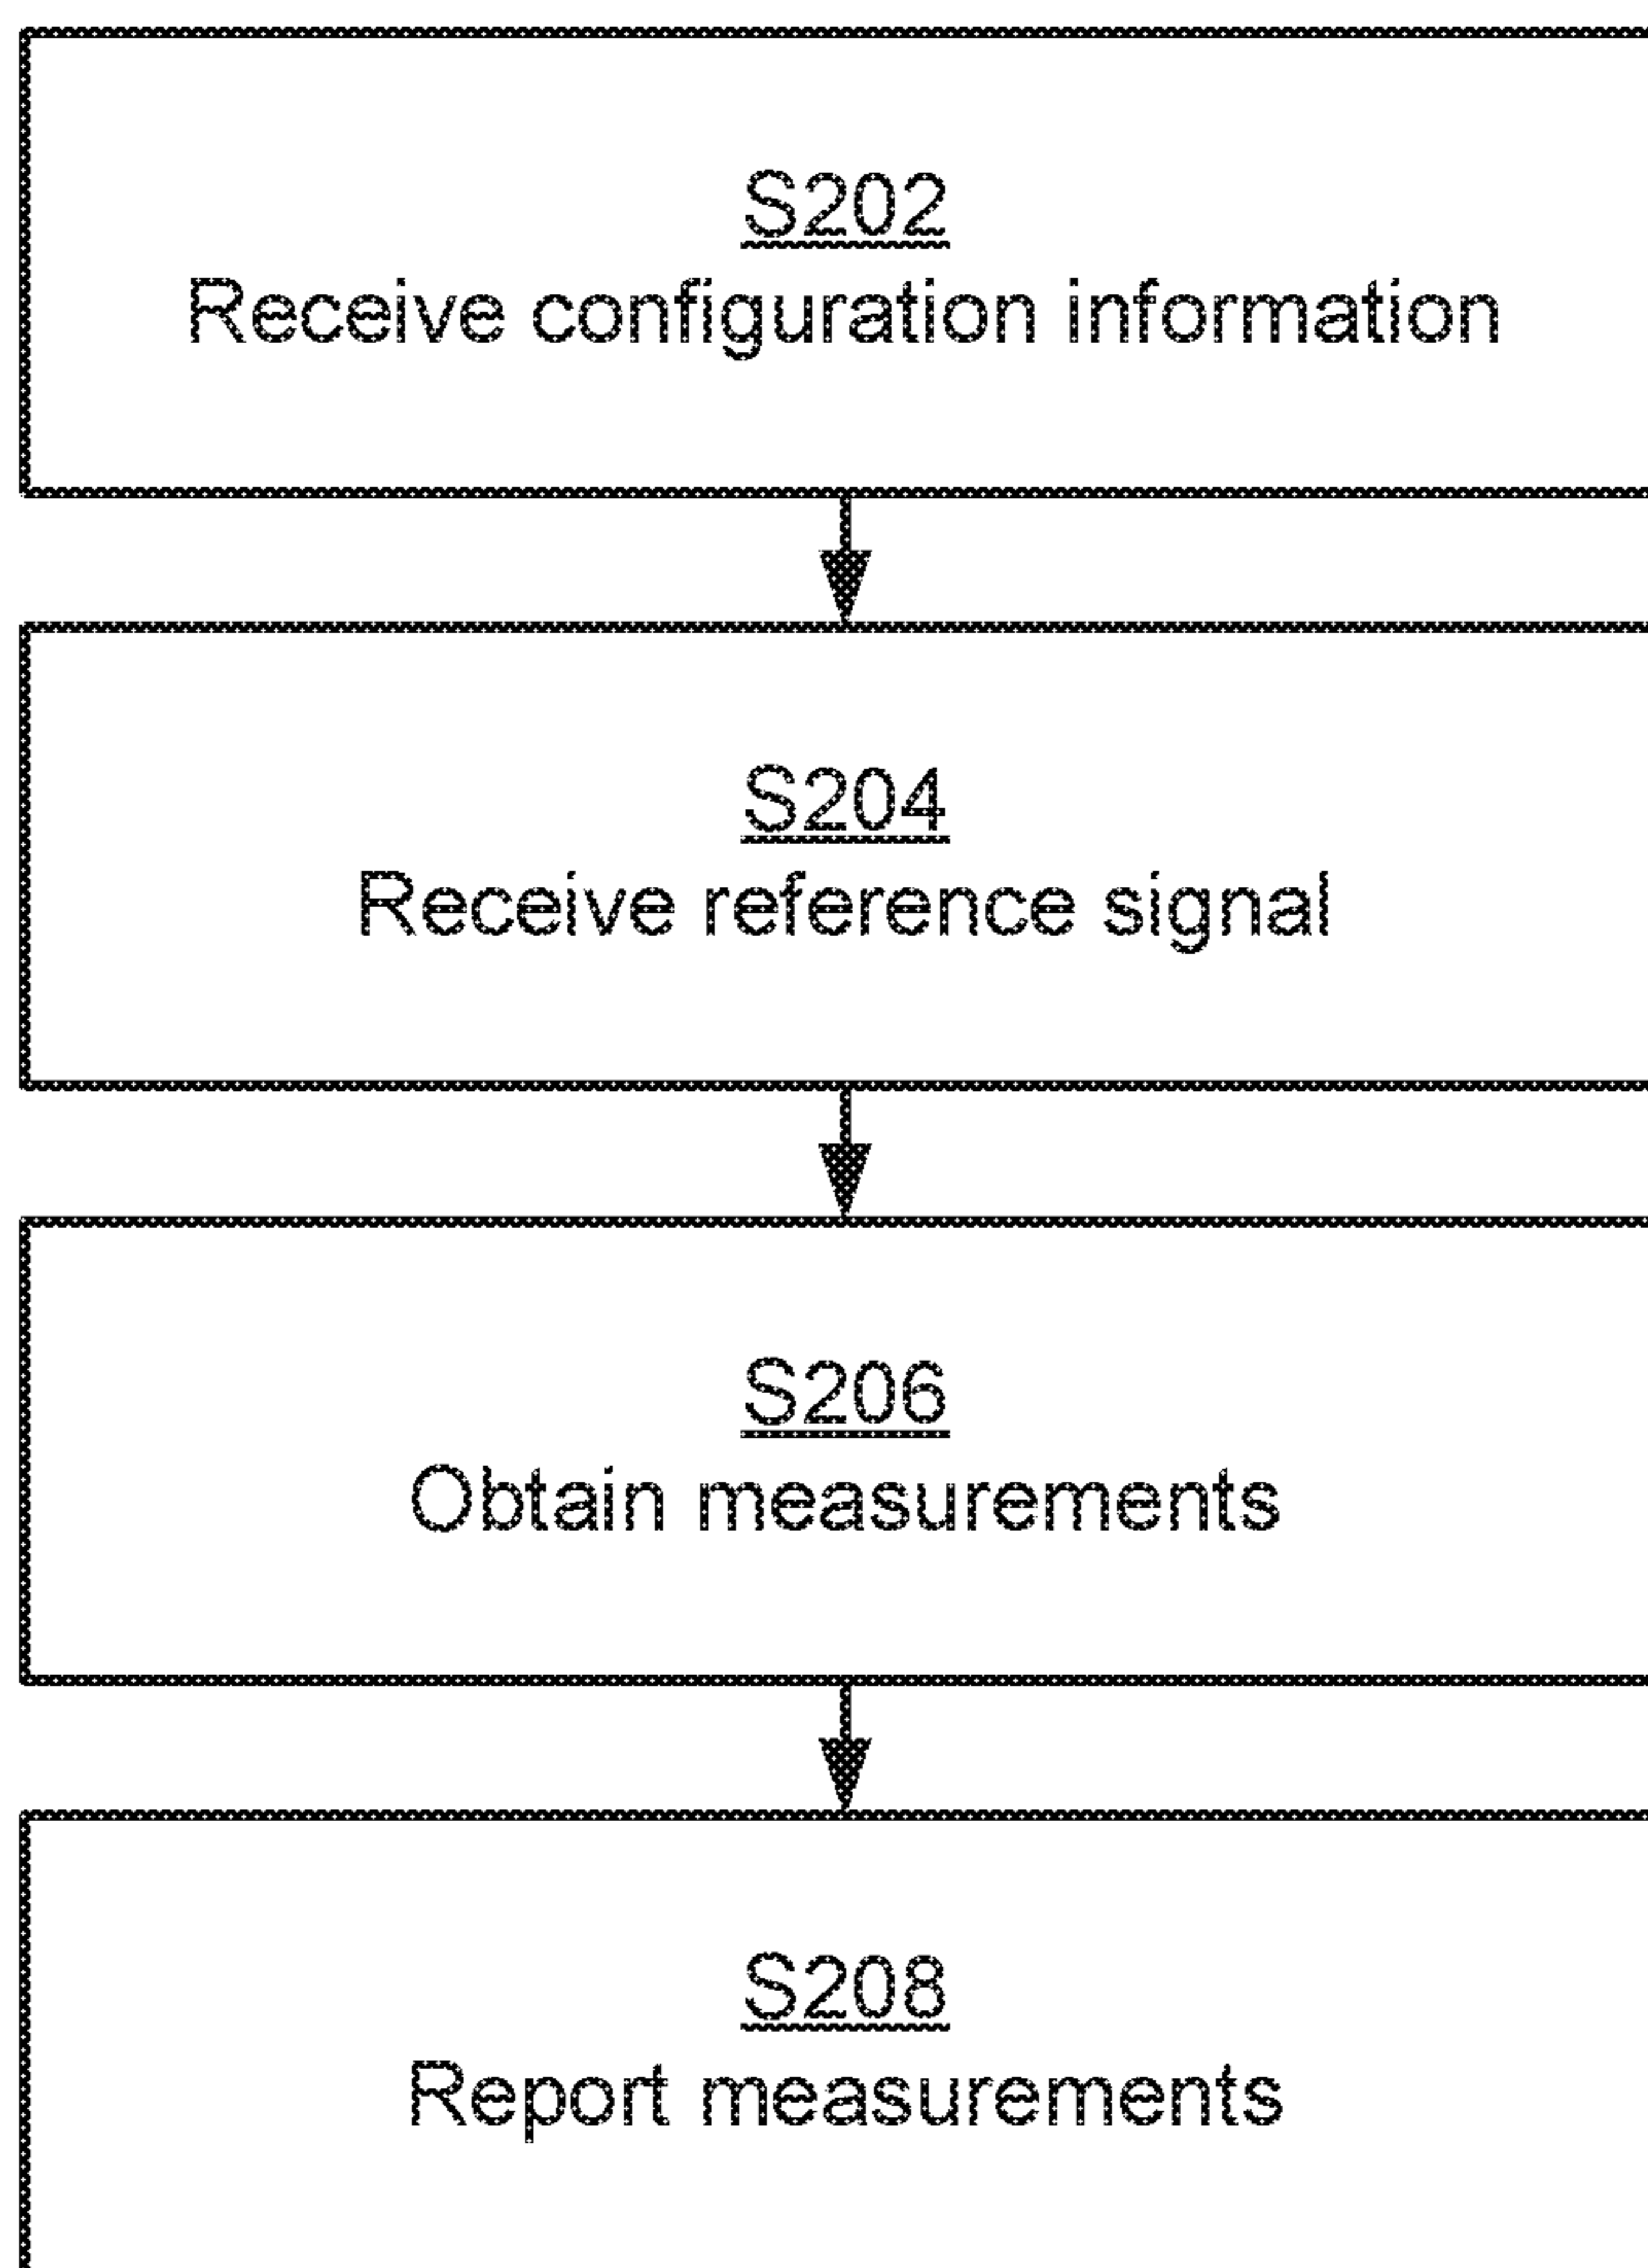 S202
Receive configuration information
S204
Receive reference signal
S206
Obtain measurements
S208
Report measurements